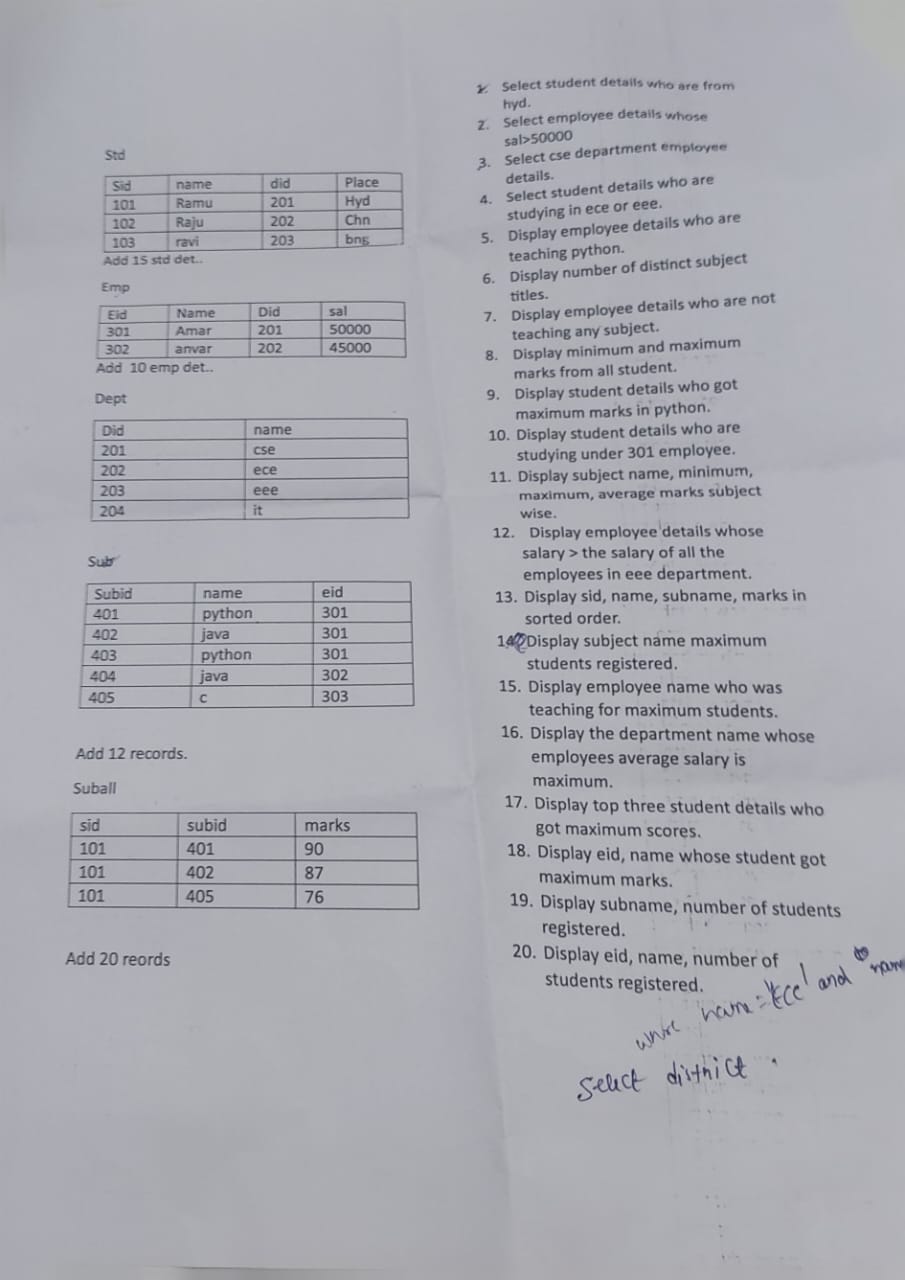 Std
Sid name did Place
101 Ramu 201 Hyd
102 Raju 202 Chn
103 ravi 203 bng
Add 15 std det..
Emp
Eid Name Did sal
301 Amar 201 50000
302 anvar 202 45000
Add 10 emp det..
Dept
Did name
201 cse
202 ece
203 eee
204 it
Sub
Subid name eid
401 python 301
402 java 301
403 python 301
404 java 302
405 c 303
Add 12 records.
Suball
sid subid marks
101 401 90
101 402 87
101 405 76
Add 20 reords
1. Select student details who are from
hyd.
2. Select employee details whose
sal>50000
3. Select cse department employee
details.
4. Select student details who are
studying in ece or eee.
5. Display employee details who are
teaching python.
6. Display number of distinct subject
titles.
7. Display employee details who are not
teaching any subject.
8. Display minimum and maximum
marks from all student.
9. Display student details who got
maximum marks in python.
10. Display student details who are
studying under 301 employee.
11. Display subject name, minimum,
maximum, average marks subject
wise.
12. Display employee details whose
salary > the salary of all the
employees in eee department.
13. Display sid, name, subname, marks in
sorted order.
14. Display subject name maximum
students registered.
15. Display employee name who was
teaching for maximum students.
16. Display the department name whose
employees average salary is
maximum.
17. Display top three student details who
got maximum scores.
18. Display eid, name whose student got
maximum marks.
19. Display subname, number of students
registered.
20. Display eid, name, number of
students registered.
name='ECE' and
Select